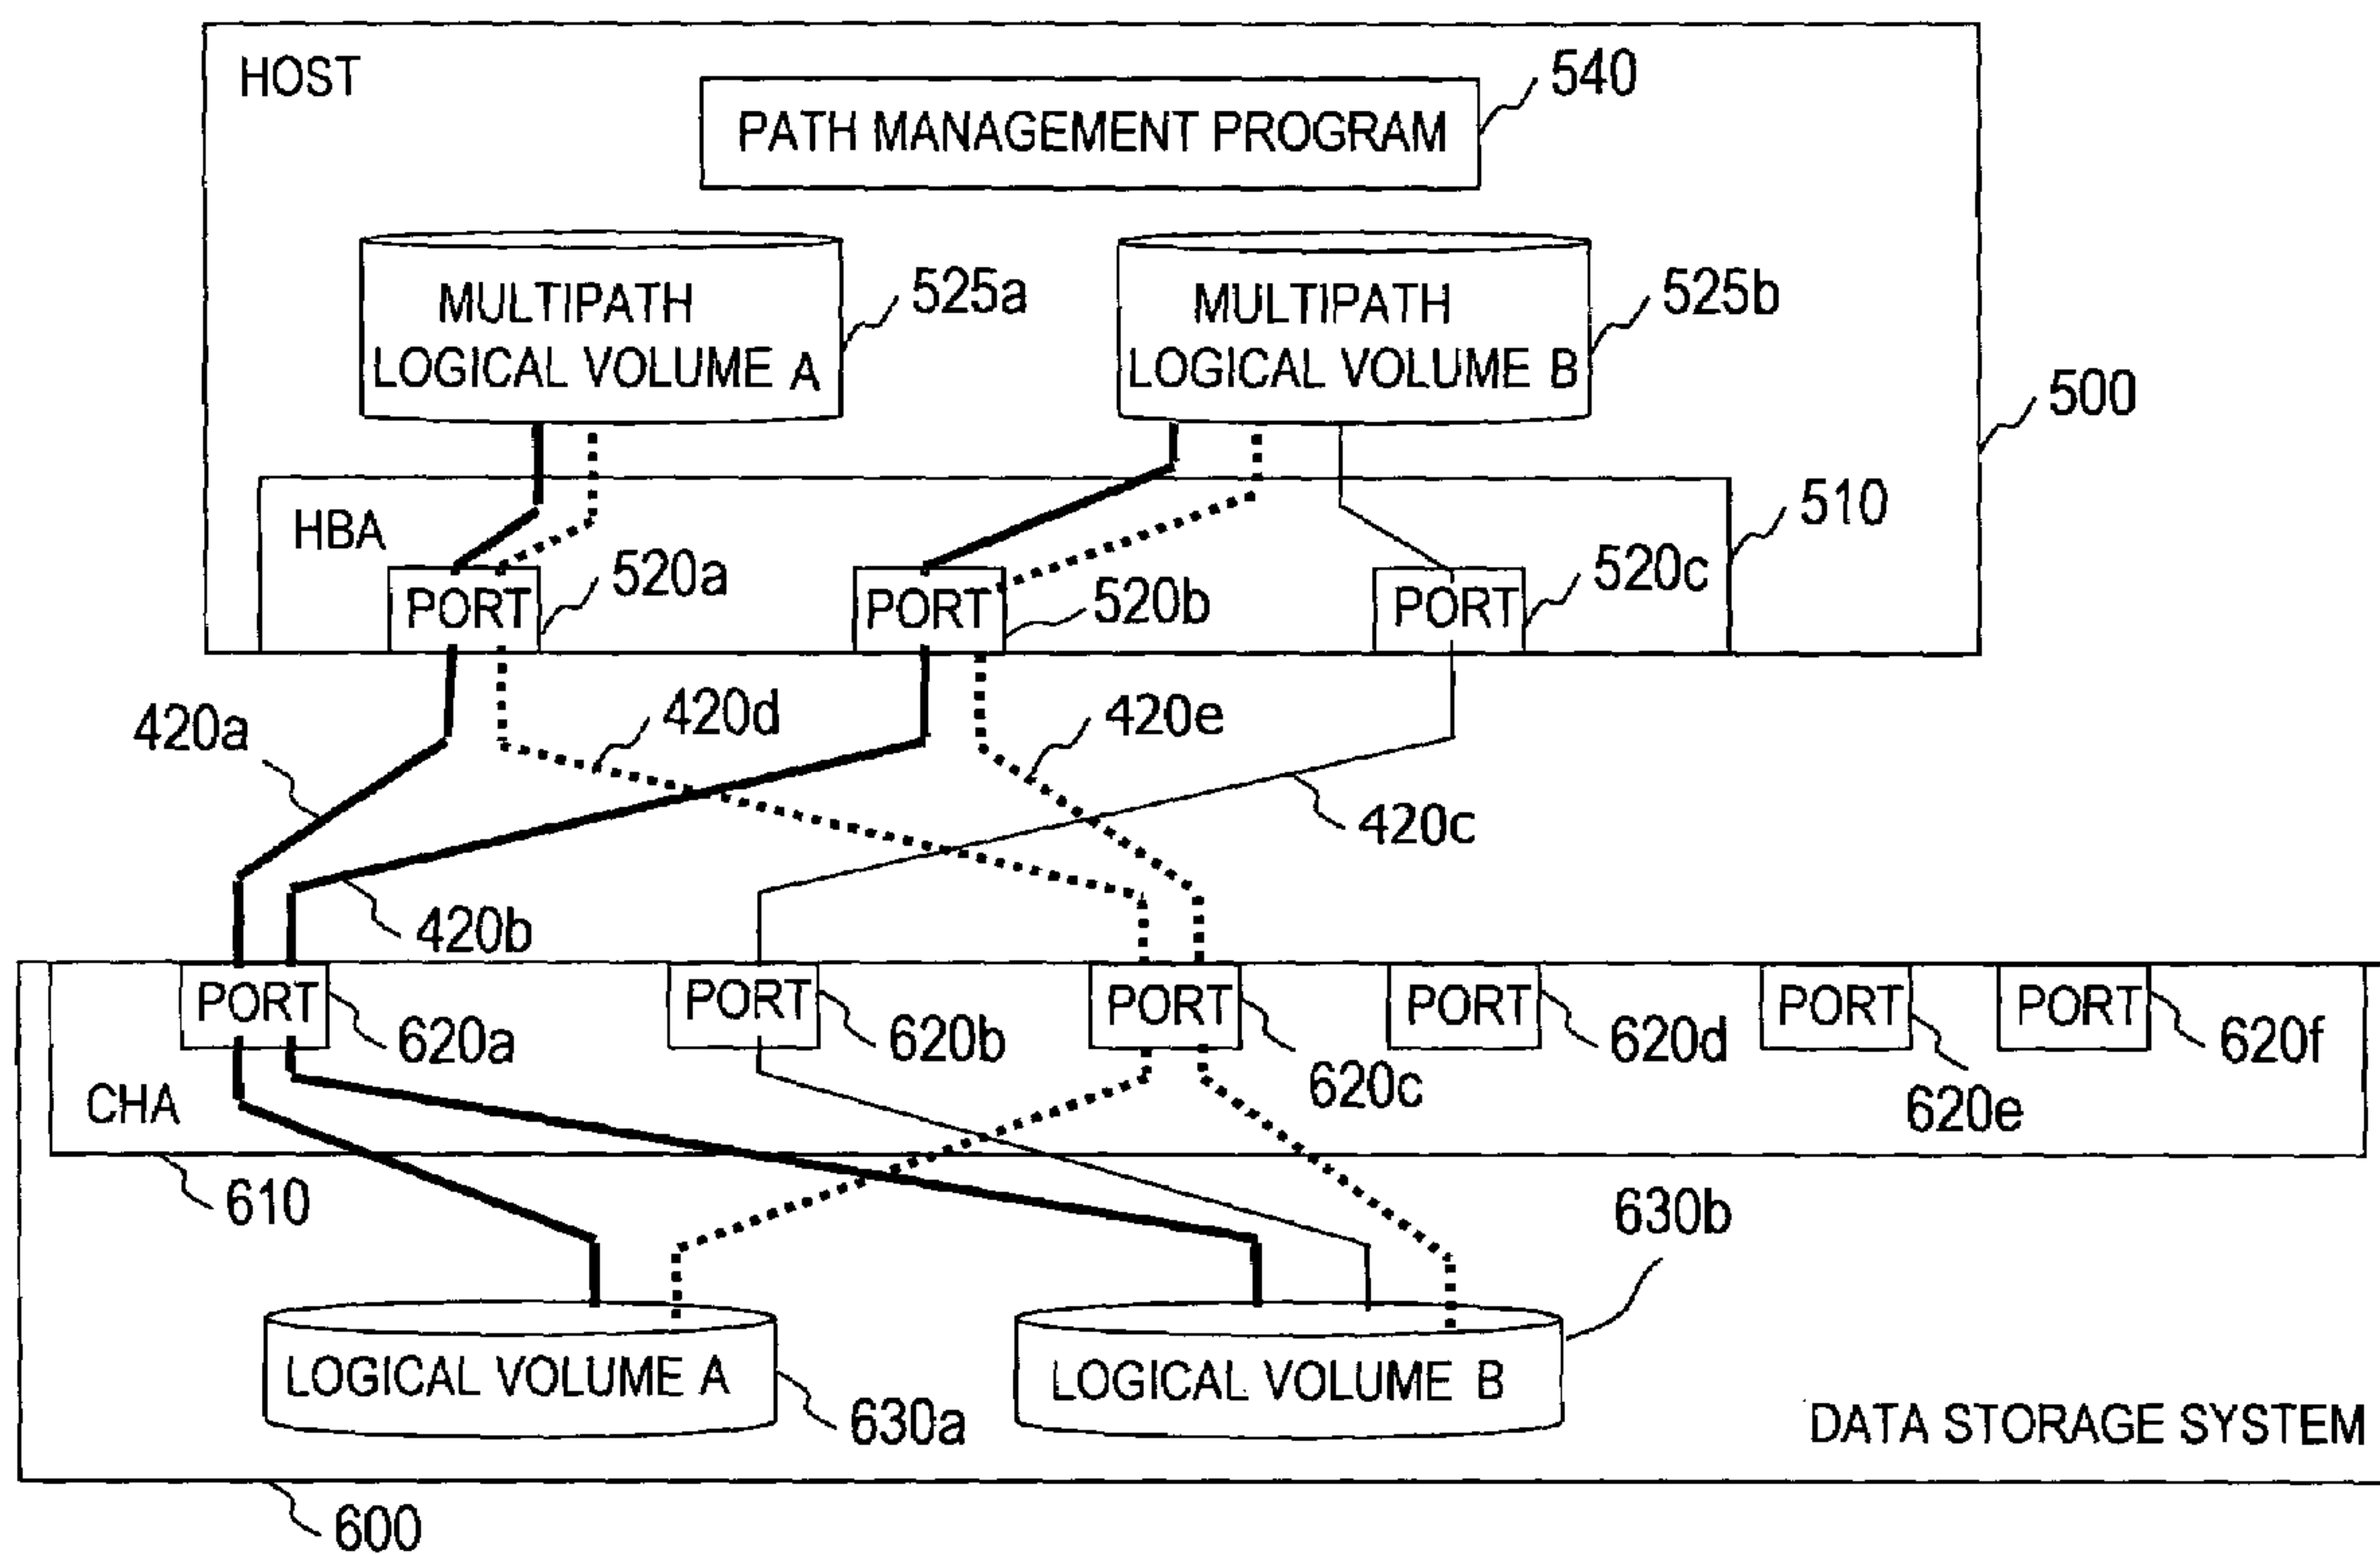 HOST
540
PATH MANAGEMENT PROGRAM
MULTIPATH
LOGICAL VOLUME A
525a
MULTIPATH
LOGICAL VOLUME B
525b
500
HBA
510
PORT
520a
PORT
520b
PORT
520c
420a
420d
420e
420c
420b
PORT
620a
PORT
620b
PORT
620c
PORT
620d
PORT
620e
PORT
620f
CHA
610
630b
LOGICAL VOLUME A
630a
LOGICAL VOLUME B
DATA STORAGE SYSTEM
600